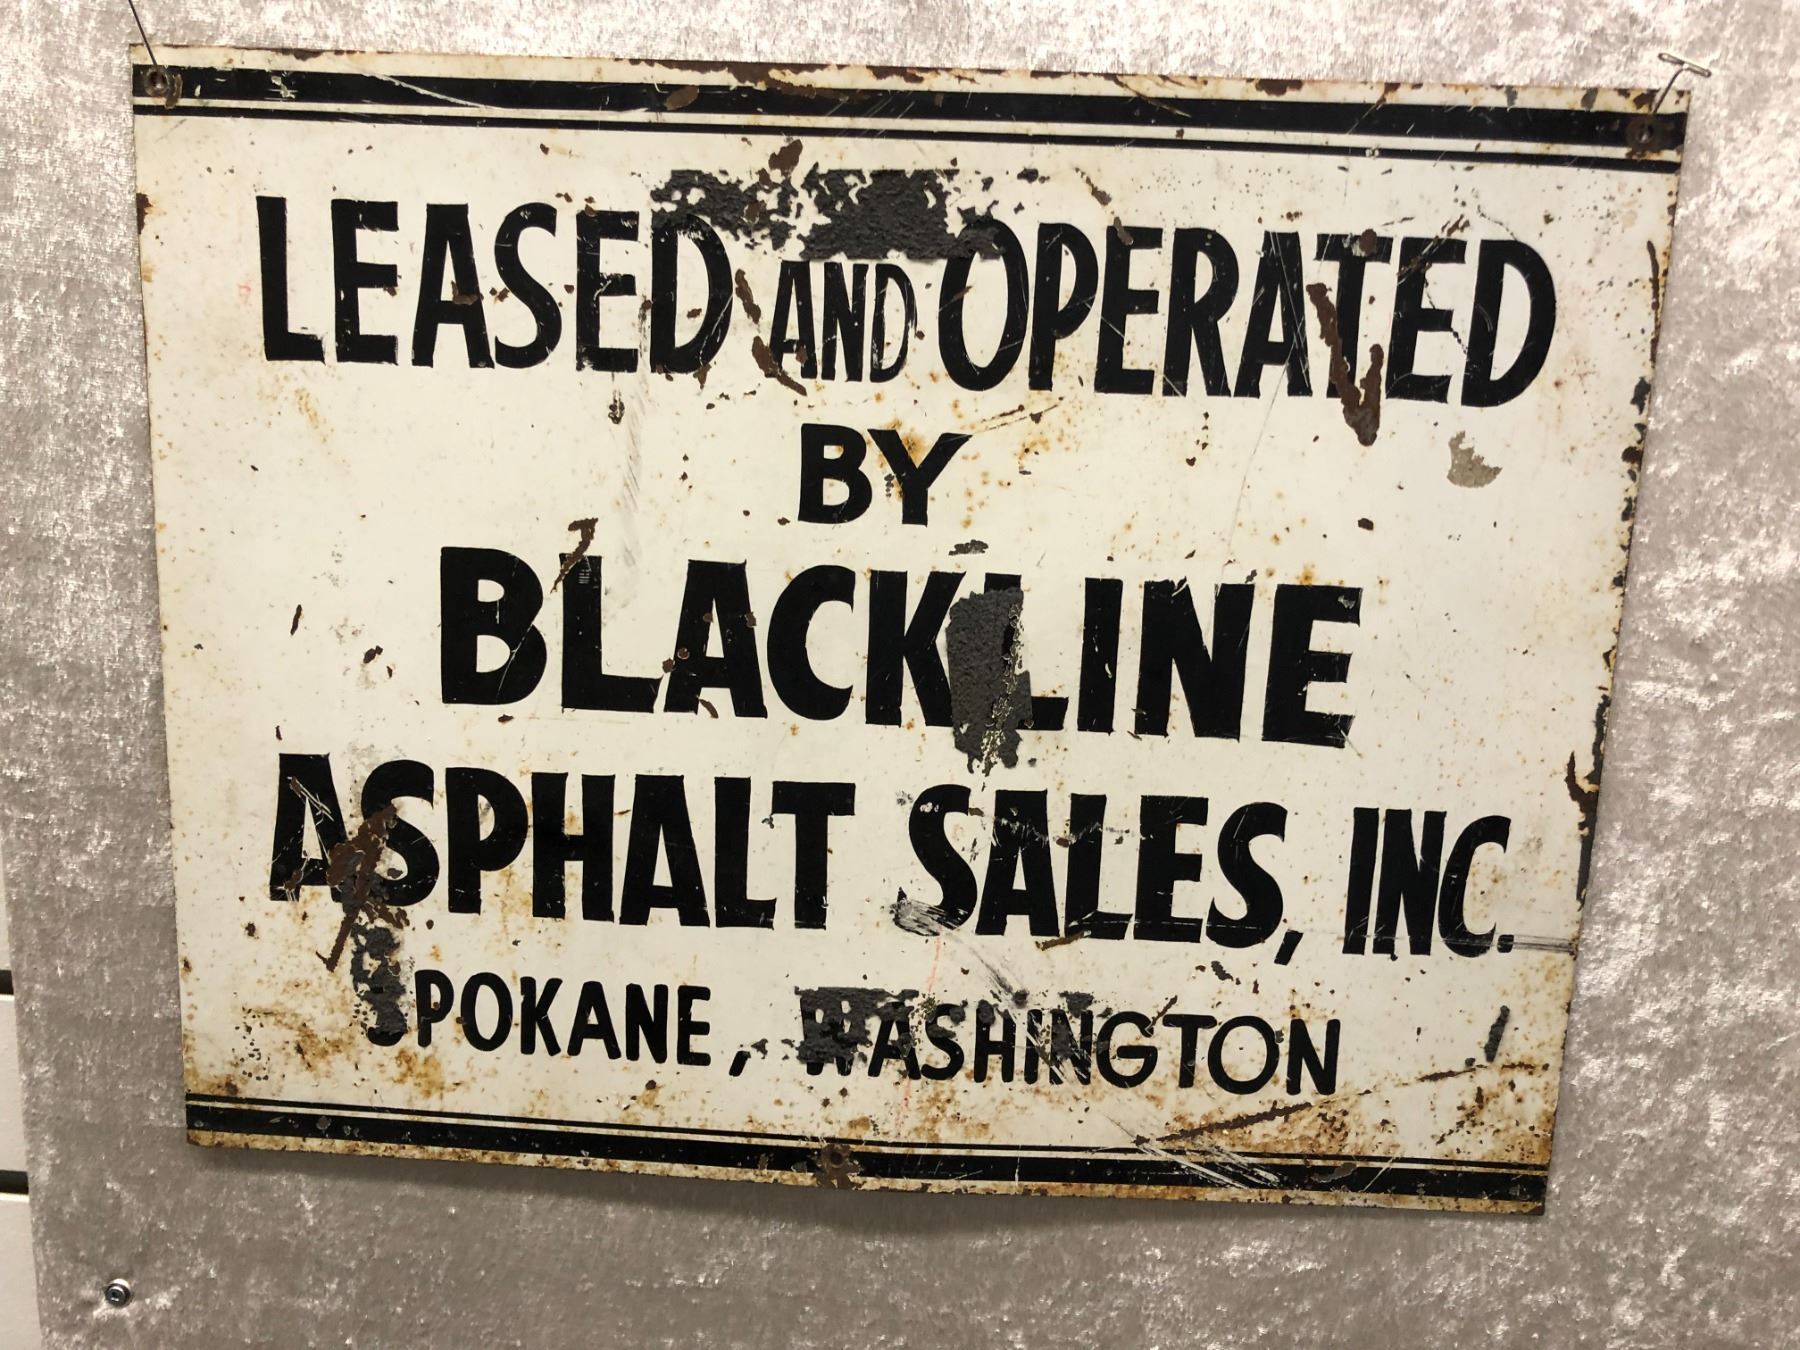 LEASED AND OPERATED
BY
BLACKLINE
ASPHALT SALES, INC.
SPOKANE, WASHINGTON